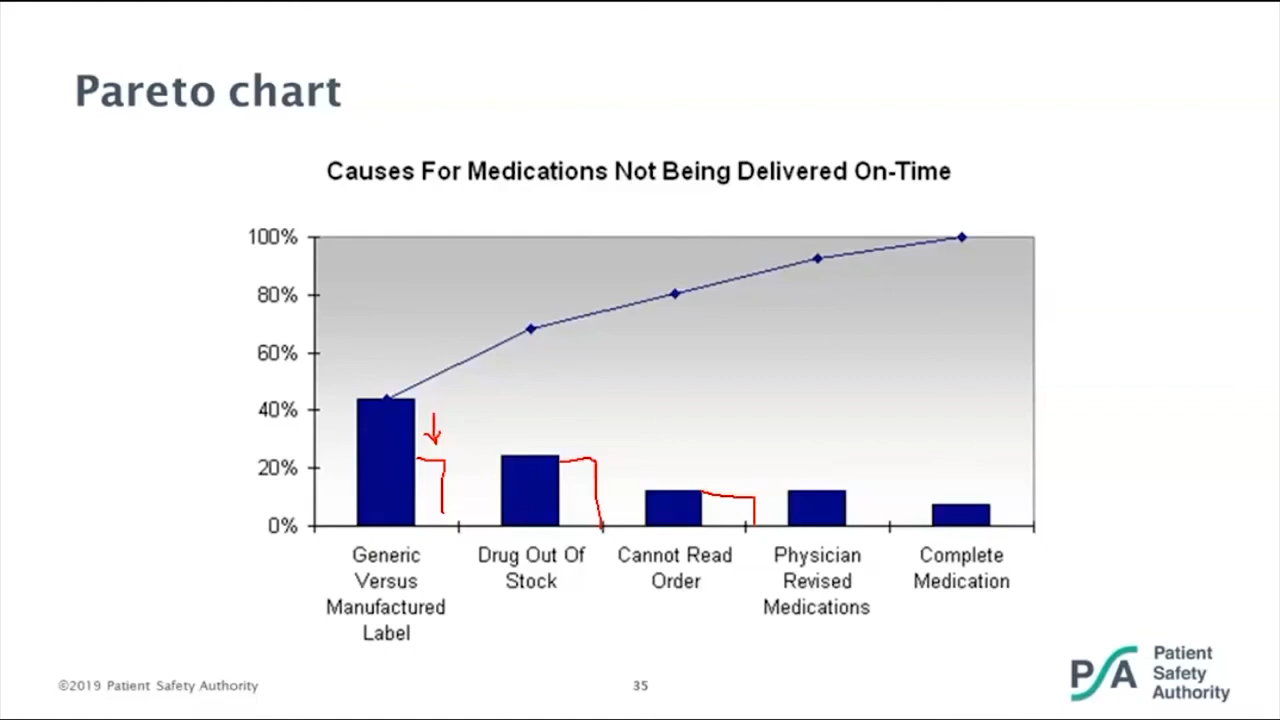 Pareto chart
Causes For Medications Not Being Delivered On-Time
100%
80%
60%
40%
20%
0%
Generic
Versus
Manufactured
Label
Drug Out Of
Stock
Cannot Read
Order
Physician
Revised
Medications
Complete
Medication
©2019 Patient Safety Authority
35
PSA
Patient
Safety
Authority